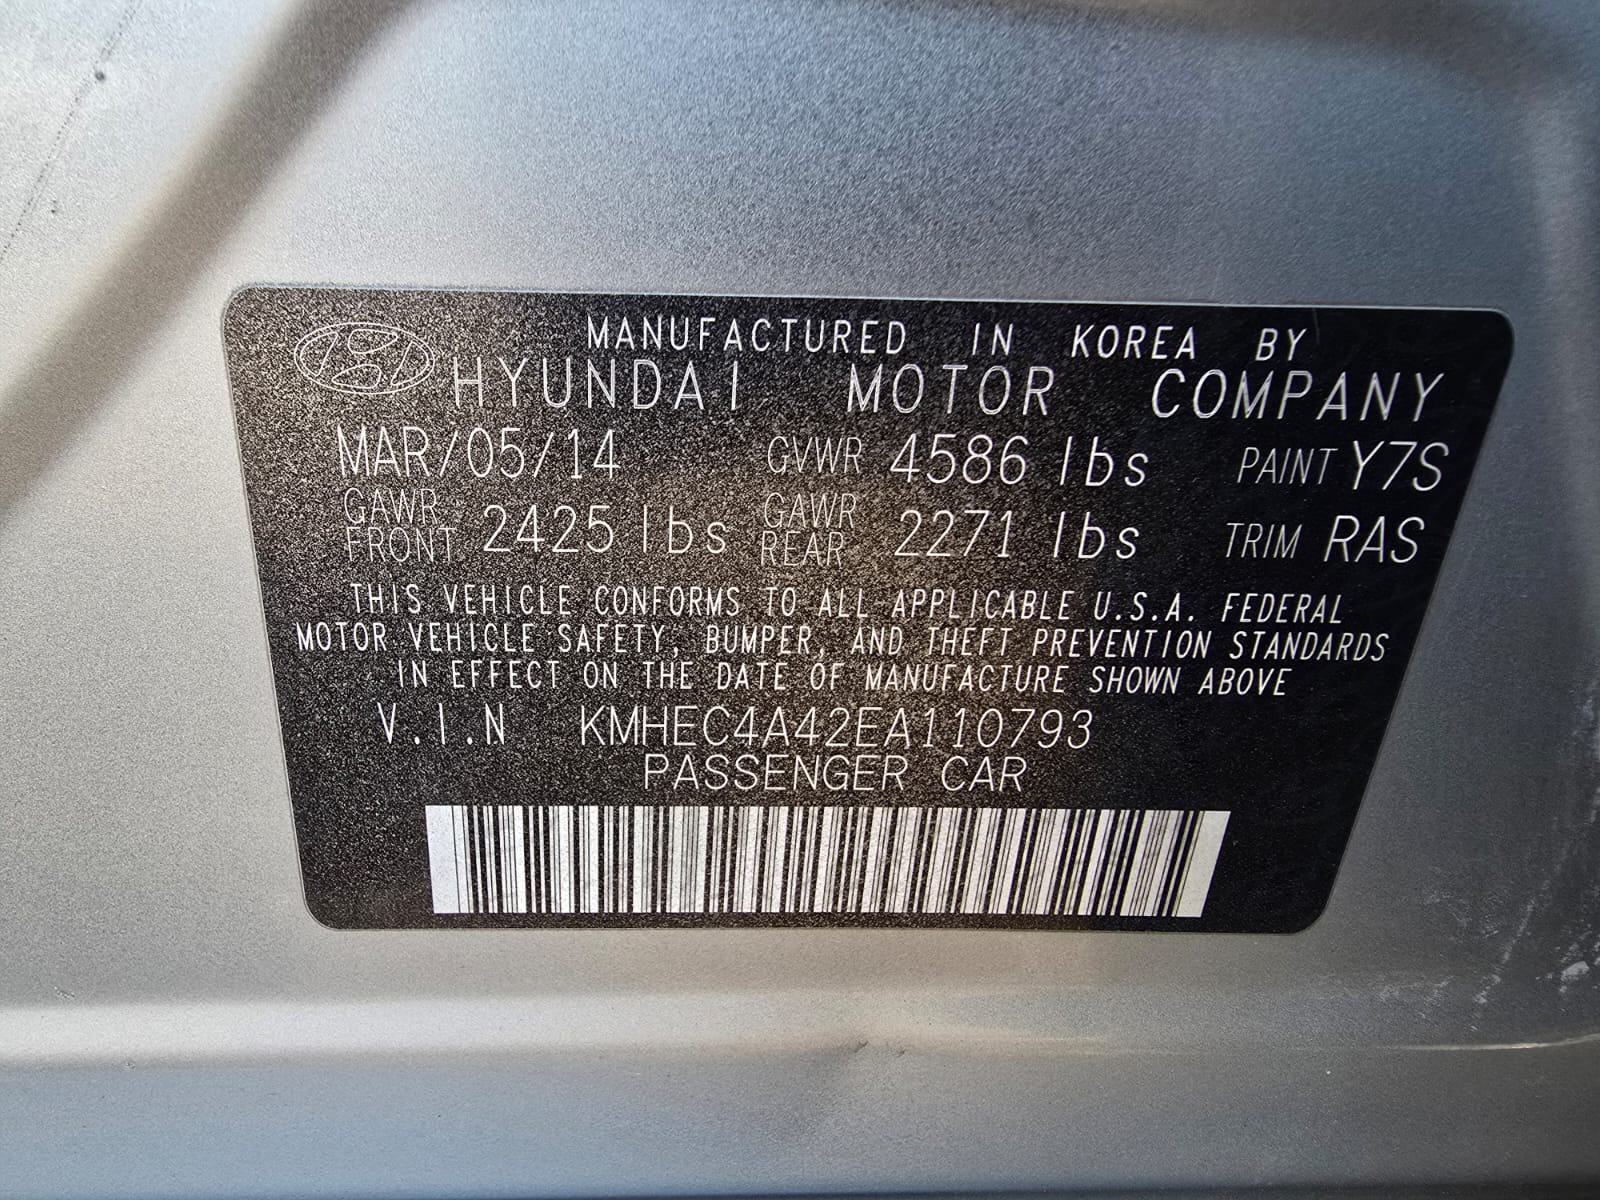 MANUFACTURED IN KOREA BY
HYUNDAI MOTOR COMPANY
MAR/05/14 GVWR 4586 lbs PAINT Y7S
GAWR FRONT 2425 lbs GAWR REAR 2271 lbs TRIM RAS
THIS VEHICLE CONFORMS TO ALL APPLICABLE U.S.A. FEDERAL
MOTOR VEHICLE SAFETY, BUMPER, AND THEFT PREVENTION STANDARDS
IN EFFECT ON THE DATE OF MANUFACTURE SHOWN ABOVE
V.I.N KMHEC4A42EA110793
PASSENGER CAR